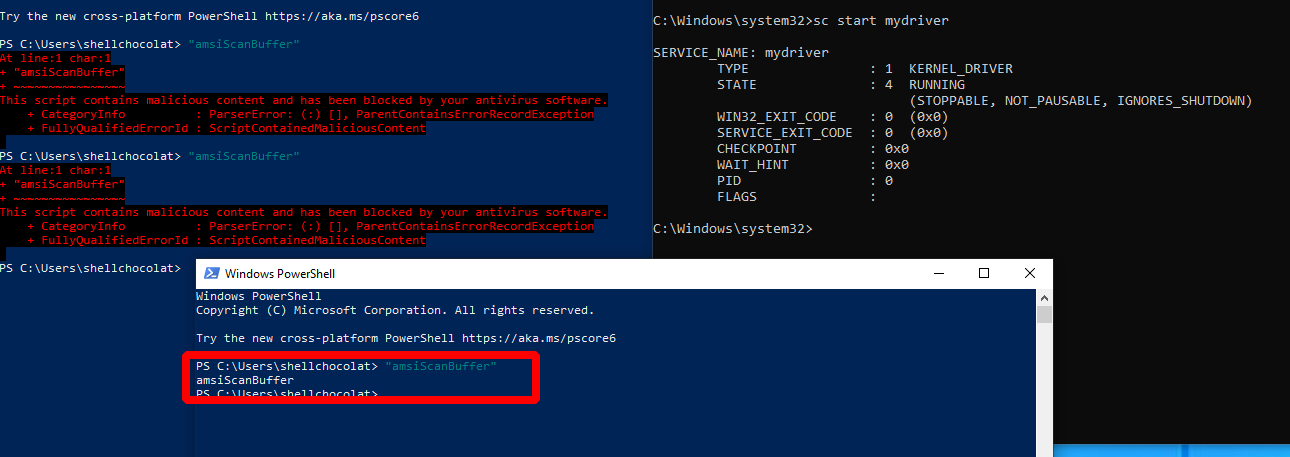 Try the new cross-platform PowerShell https://aka.ms/pscore6
PS C:\Users\shellchocolat> "amsiScanBuffer"
At line:1 char:1
+ "amsiScanBuffer"
+ ~~~~~~~~~~~~~~~~
This script contains malicious content and has been blocked by your antivirus software.
    + CategoryInfo          : ParserError: (:) [], ParentContainsErrorRecordException
    + FullyQualifiedErrorId : ScriptContainedMaliciousContent
PS C:\Users\shellchocolat> "amsiScanBuffer"
At line:1 char:1
+ "amsiScanBuffer"
+ ~~~~~~~~~~~~~~~~
This script contains malicious content and has been blocked by your antivirus software.
    + CategoryInfo          : ParserError: (:) [], ParentContainsErrorRecordException
    + FullyQualifiedErrorId : ScriptContainedMaliciousContent
PS C:\Users\shellchocolat>
C:\Windows\system32>sc start mydriver
SERVICE_NAME: mydriver
        TYPE               : 1  KERNEL_DRIVER
        STATE              : 4  RUNNING
                                (STOPPABLE, NOT_PAUSABLE, IGNORES_SHUTDOWN)
        WIN32_EXIT_CODE    : 0  (0x0)
        SERVICE_EXIT_CODE  : 0  (0x0)
        CHECKPOINT         : 0x0
        WAIT_HINT          : 0x0
        PID                : 0
        FLAGS              :
C:\Windows\system32>
Windows PowerShell
Windows PowerShell
Copyright (C) Microsoft Corporation. All rights reserved.
Try the new cross-platform PowerShell https://aka.ms/pscore6
PS C:\Users\shellchocolat> "amsiScanBuffer"
amsiScanBuffer
PS C:\Users\shellchocolat>